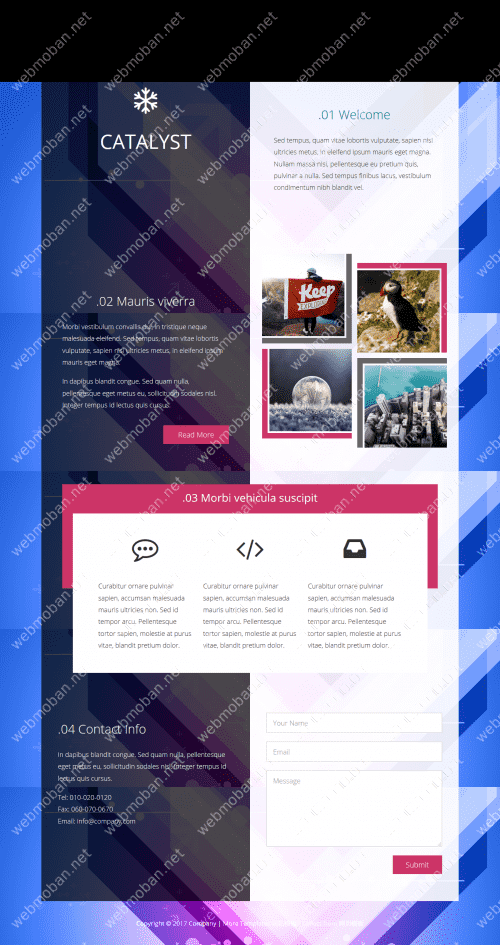 CATALYST
.01 Welcome
Sed tempus, quam vitae lobortis vulputate, sapien nisl
ultricies metus, in eleifend ipsum mauris eget magna.
Nullam massa nisi, pellentesque eu pretium quis,
pulvinar a nulla. Sed tempus finibus lacus, vestibulum
condimentum nibh blandit vel.
.02 Mauris viverra
Morbi vestibulum convallis dui in tristique neque
malesuada eleifend. Sed tempus, quam vitae lobortis
vulputate, sapien nisl ultricies metus, in eleifend ipsum
mauris eget magna.
In dapibus blandit congue. Sed quam nulla,
pellentesque eget metus eu, sollicitudin sodales nisl.
Integer tempus id lectus quis cursus.
Read More
Keep
EXPLORING
.03 Morbi vehicula suscipit
Curabitur ornare pulvinar
sapien, accumsan malesuada
mauris ultricies non. Sed id
tempor arcu. Pellentesque
tortor sapien, molestie at purus
vitae, blandit pretium dolor.
Curabitur ornare pulvinar
sapien, accumsan malesuada
mauris ultricies non. Sed id
tempor arcu. Pellentesque
tortor sapien, molestie at purus
vitae, blandit pretium dolor.
Curabitur ornare pulvinar
sapien, accumsan malesuada
mauris ultricies non. Sed id
tempor arcu. Pellentesque
tortor sapien, molestie at purus
vitae, blandit pretium dolor.
.04 Contact Info
In dapibus blandit congue. Sed quam nulla, pellentesque
eget metus eu, sollicitudin sodales nisl. Integer tempus id
lectus quis cursus.
Tel: 010-020-0120
Fax: 060-070-0670
Email: info@company.com
Your Name
Email
Message
Submit
Copyright © 2017 Company | More Templates
webmoban.net